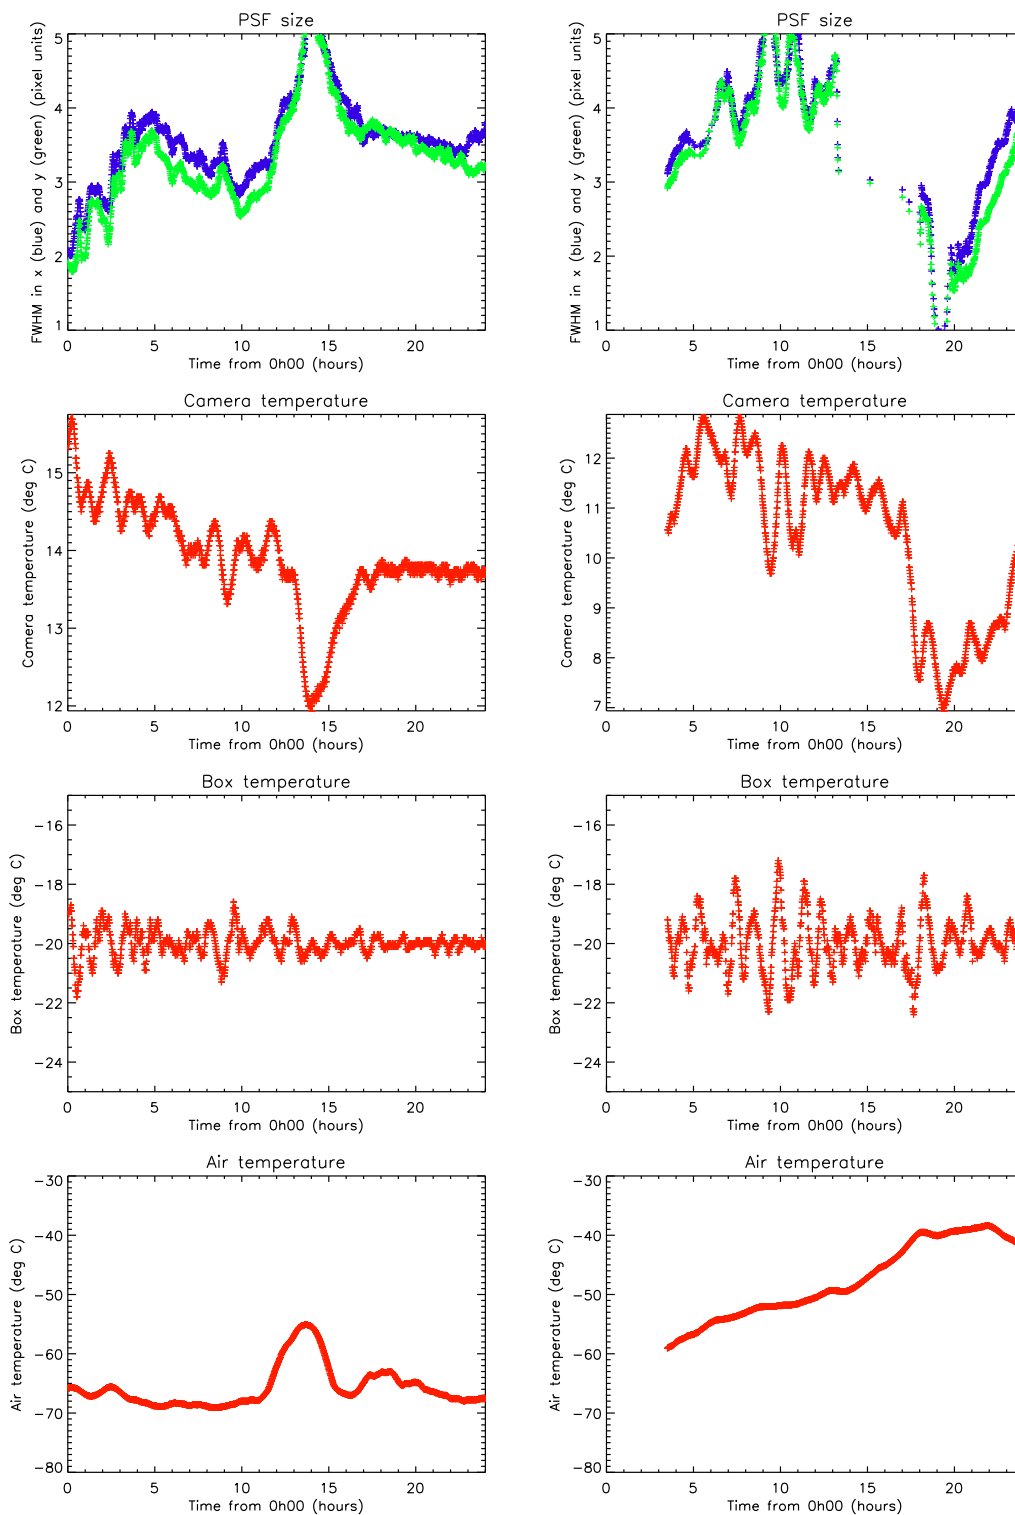 PSF size
FWHM in x (blue) and y (green) (pixel units)
5
4
3
2
1
0 5 10 15 20
Time from 0h00 (hours)
PSF size
FWHM in x (blue) and y (green) (pixel units)
5
4
3
2
1
0 5 10 15 20
Time from 0h00 (hours)
Camera temperature
Camera temperature (deg C)
15
14
13
12
0 5 10 15 20
Time from 0h00 (hours)
Camera temperature
Camera temperature (deg C)
12
11
10
9
8
7
0 5 10 15 20
Time from 0h00 (hours)
Box temperature
Box temperature (deg C)
−16
−18
−20
−22
−24
0 5 10 15 20
Time from 0h00 (hours)
Box temperature
Box temperature (deg C)
−16
−18
−20
−22
−24
0 5 10 15 20
Time from 0h00 (hours)
Air temperature
Air temperature (deg C)
−30
−40
−50
−60
−70
−80
0 5 10 15 20
Time from 0h00 (hours)
Air temperature
Air temperature (deg C)
−30
−40
−50
−60
−70
−80
0 5 10 15 20
Time from 0h00 (hours)